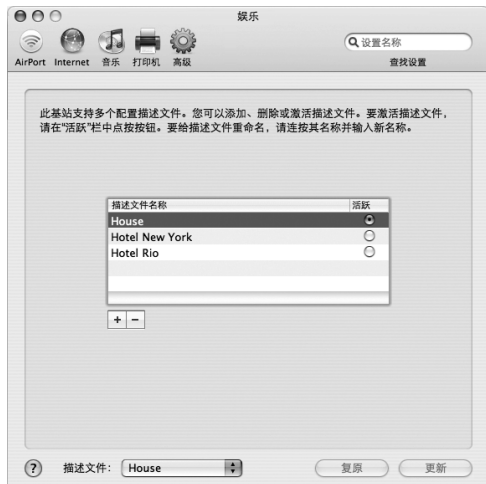 娱乐
设置名称
AirPort Internet 音乐 打印机 高级 查找设置
此基站支持多个配置描述文件。您可以添加、删除或激活描述文件。要激活描述文件，
请在“活跃”栏中点按按钮。要给描述文件重命名，请连按其名称并输入新名称。
描述文件名称 活跃
House
Hotel New York
Hotel Rio
+ −
? 描述文件: House 复原 更新